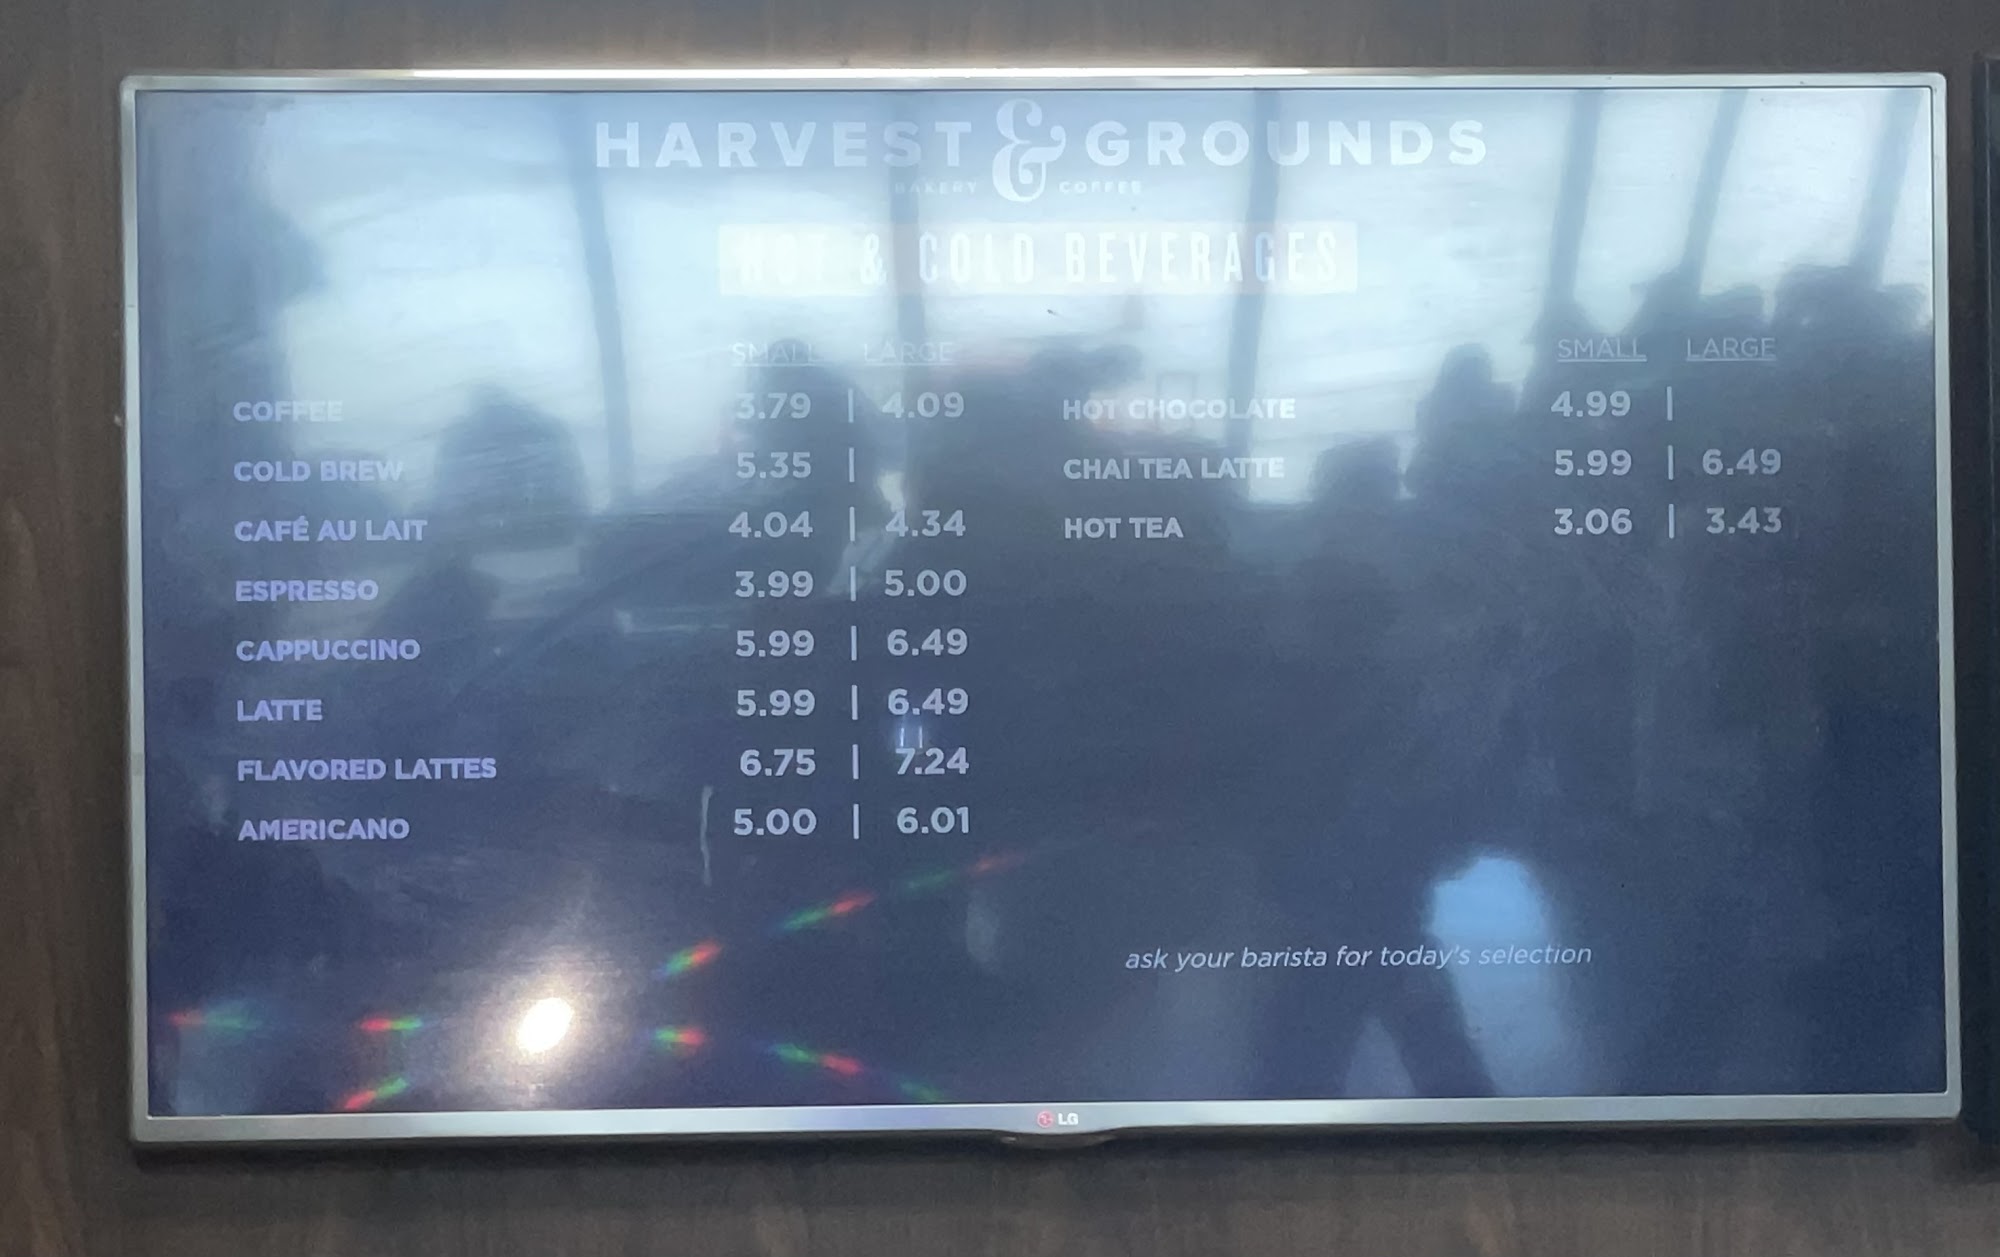 HARVEST & GROUNDS
BAKERY COFFEE
HOT & COLD BEVERAGES
SMALL LARGE
COFFEE 3.79 | 4.09
COLD BREW 5.35 |
CAFÉ AU LAIT 4.04 | 4.34
ESPRESSO 3.99 | 5.00
CAPPUCCINO 5.99 | 6.49
LATTE 5.99 | 6.49
FLAVORED LATTES 6.75 | 7.24
AMERICANO 5.00 | 6.01
SMALL LARGE
HOT CHOCOLATE 4.99 |
CHAI TEA LATTE 5.99 | 6.49
HOT TEA 3.06 | 3.43
ask your barista for today's selection
LG